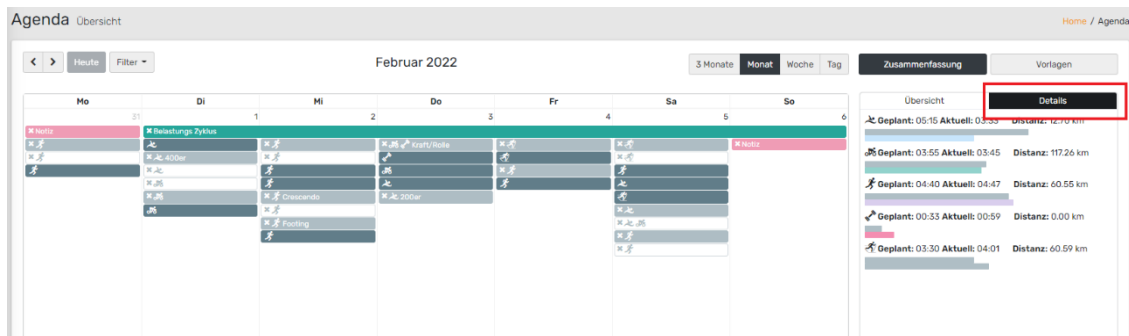 Agenda Übersicht
Home / Agenda
Heute Filter
Februar 2022
3 Monate Monat Woche Tag
Zusammenfassung Vorlagen
Mo Di Mi Do Fr Sa So
31 1 2 3 4 5 6
Notiz Belastungs Zyklus
Kraft/Rolle Notiz
400er
Crescendo 200er
Footing
Übersicht Details
Geplant: 05:15 Aktuell: 03:53 Distanz: 12.70 km
Geplant: 03:55 Aktuell: 03:45 Distanz: 117.26 km
Geplant: 04:40 Aktuell: 04:47 Distanz: 60.55 km
Geplant: 00:33 Aktuell: 00:59 Distanz: 0.00 km
Geplant: 03:30 Aktuell: 04:01 Distanz: 60.59 km